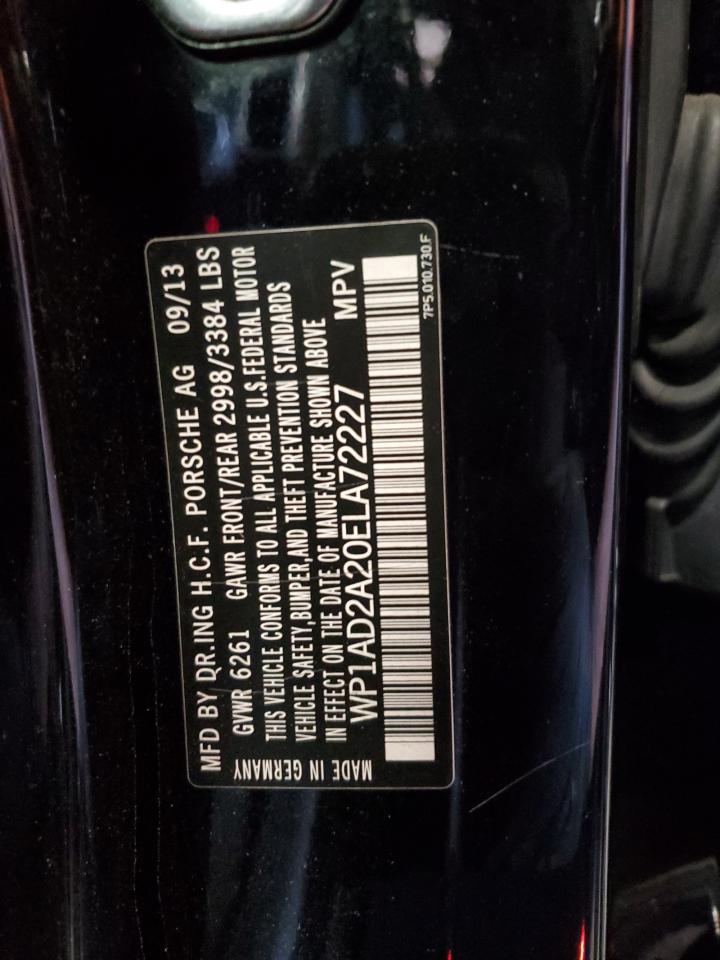 MFD BY DR.ING H.C.F. PORSCHE AG 09/13
GVWR 6261 GAWR FRONT/REAR 2998/3384 LBS
THIS VEHICLE CONFORMS TO ALL APPLICABLE U.S.FEDERAL MOTOR
VEHICLE SAFETY,BUMPER,AND THEFT PREVENTION STANDARDS
IN EFFECT ON THE DATE OF MANUFACTURE SHOWN ABOVE
WP1AD2A20ELA72227 MPV
MADE IN GERMANY
7P5.010.730.F